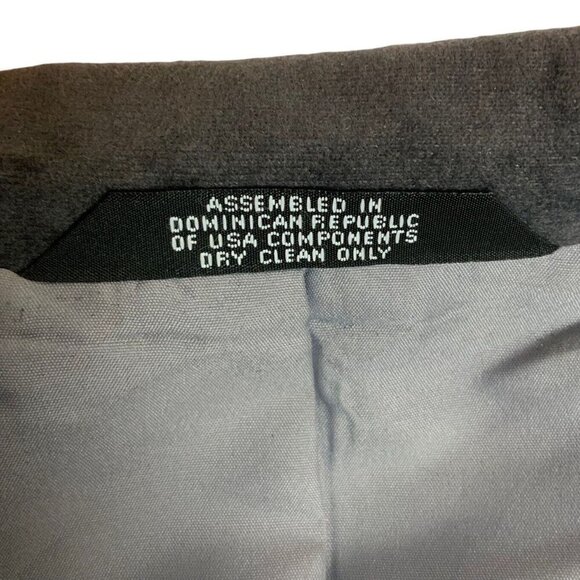 ASSEMBLED IN
DOMINICAN REPUBLIC
OF USA COMPONENTS
DRY CLEAN ONLY